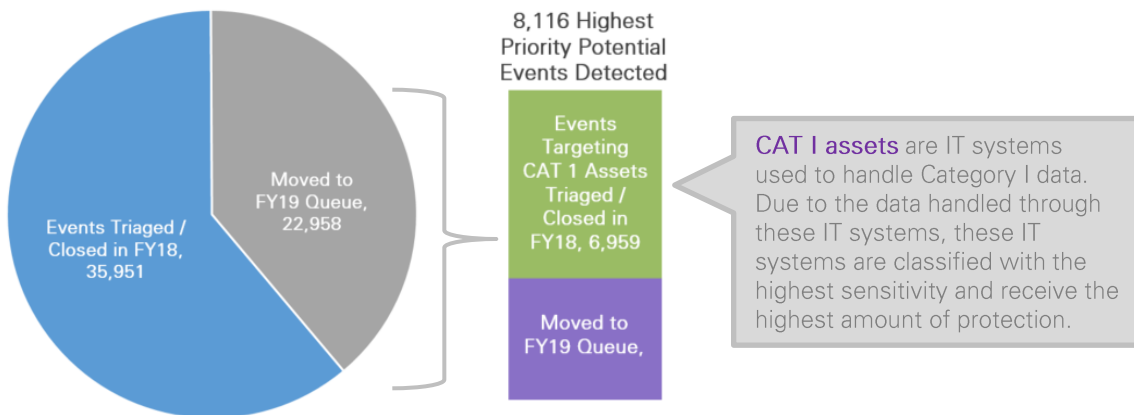 Events Triaged /
Closed in FY18,
35,951
Moved to
FY19 Queue,
22,958
8,116 Highest
Priority Potential
Events Detected
Events
Targeting
CAT 1 Assets
Triaged /
Closed in
FY18, 6,959
Moved to
FY19 Queue,
CAT I assets are IT systems
used to handle Category I data.
Due to the data handled through
these IT systems, these IT
systems are classified with the
highest sensitivity and receive the
highest amount of protection.